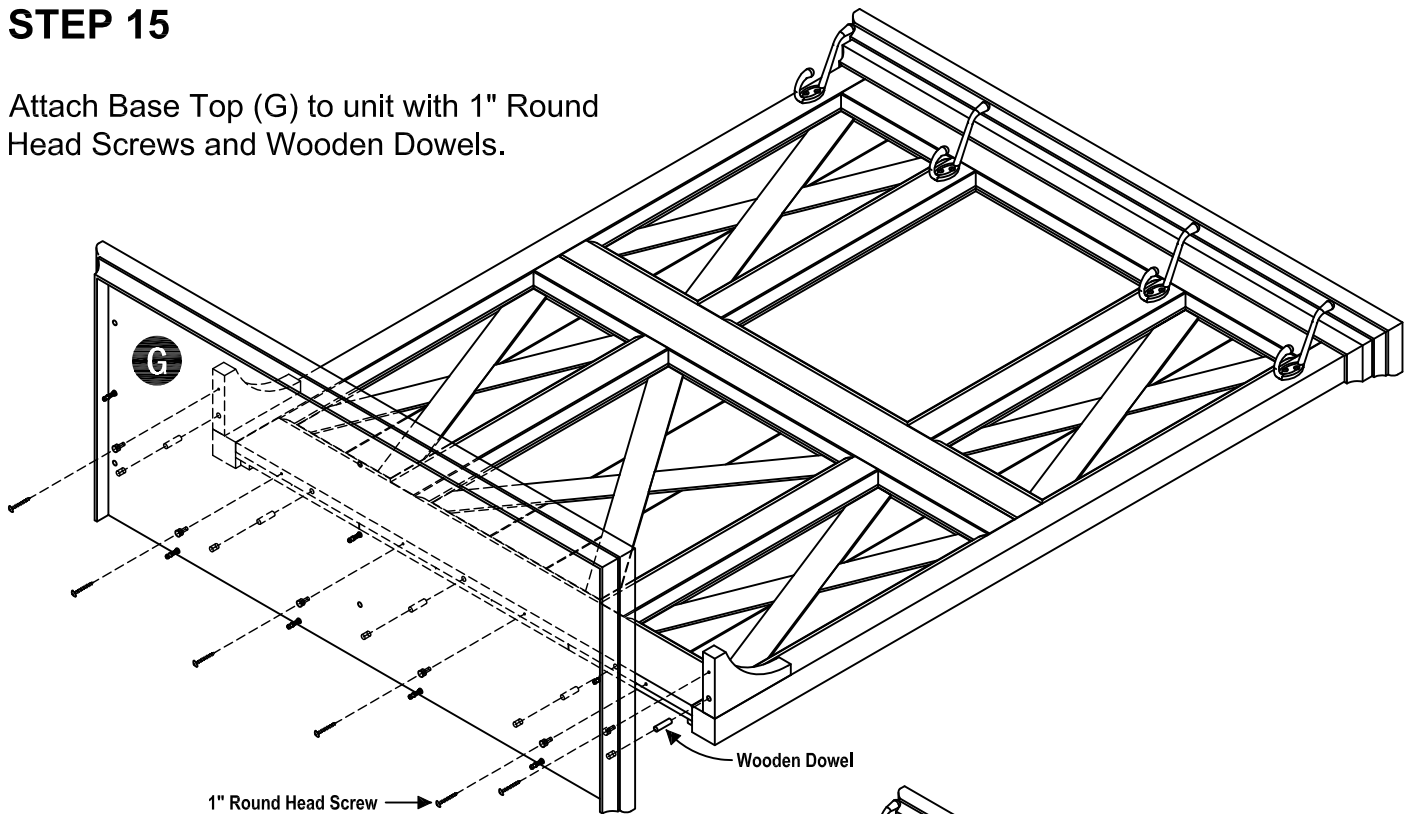 STEP 15
Attach Base Top (G) to unit with 1" Round
Head Screws and Wooden Dowels.
G
Wooden Dowel
1" Round Head Screw